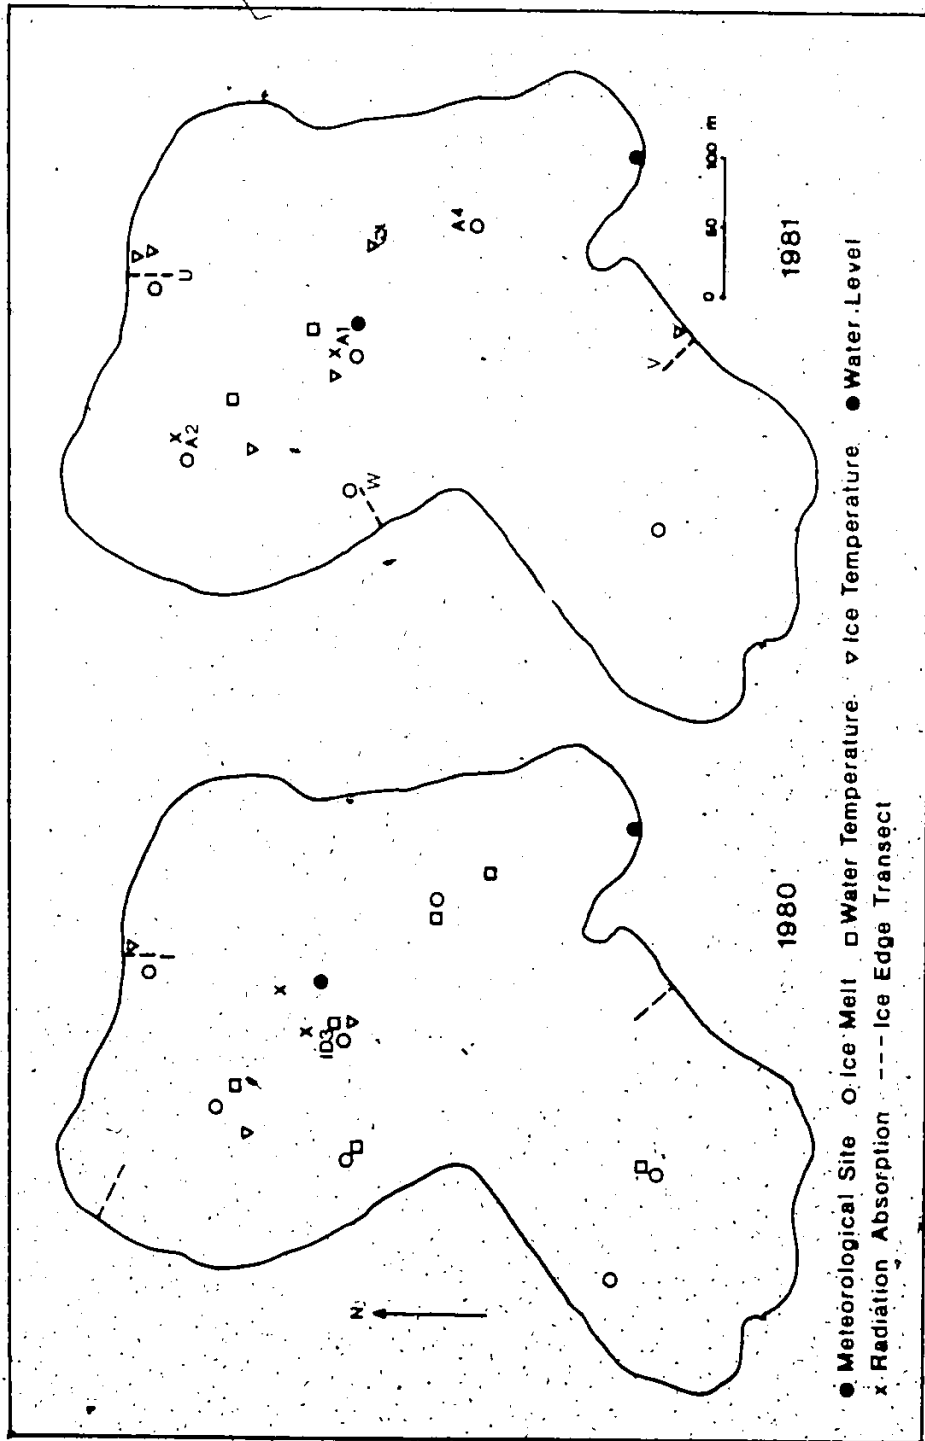 N
ID3
1980
U
A2
A1
A4
W
V
0 50 100 m
1981
● Meteorological Site ○ Ice Melt □ Water Temperature ▽ Ice Temperature ● Water Level
x Radiation Absorption --- Ice Edge Transect